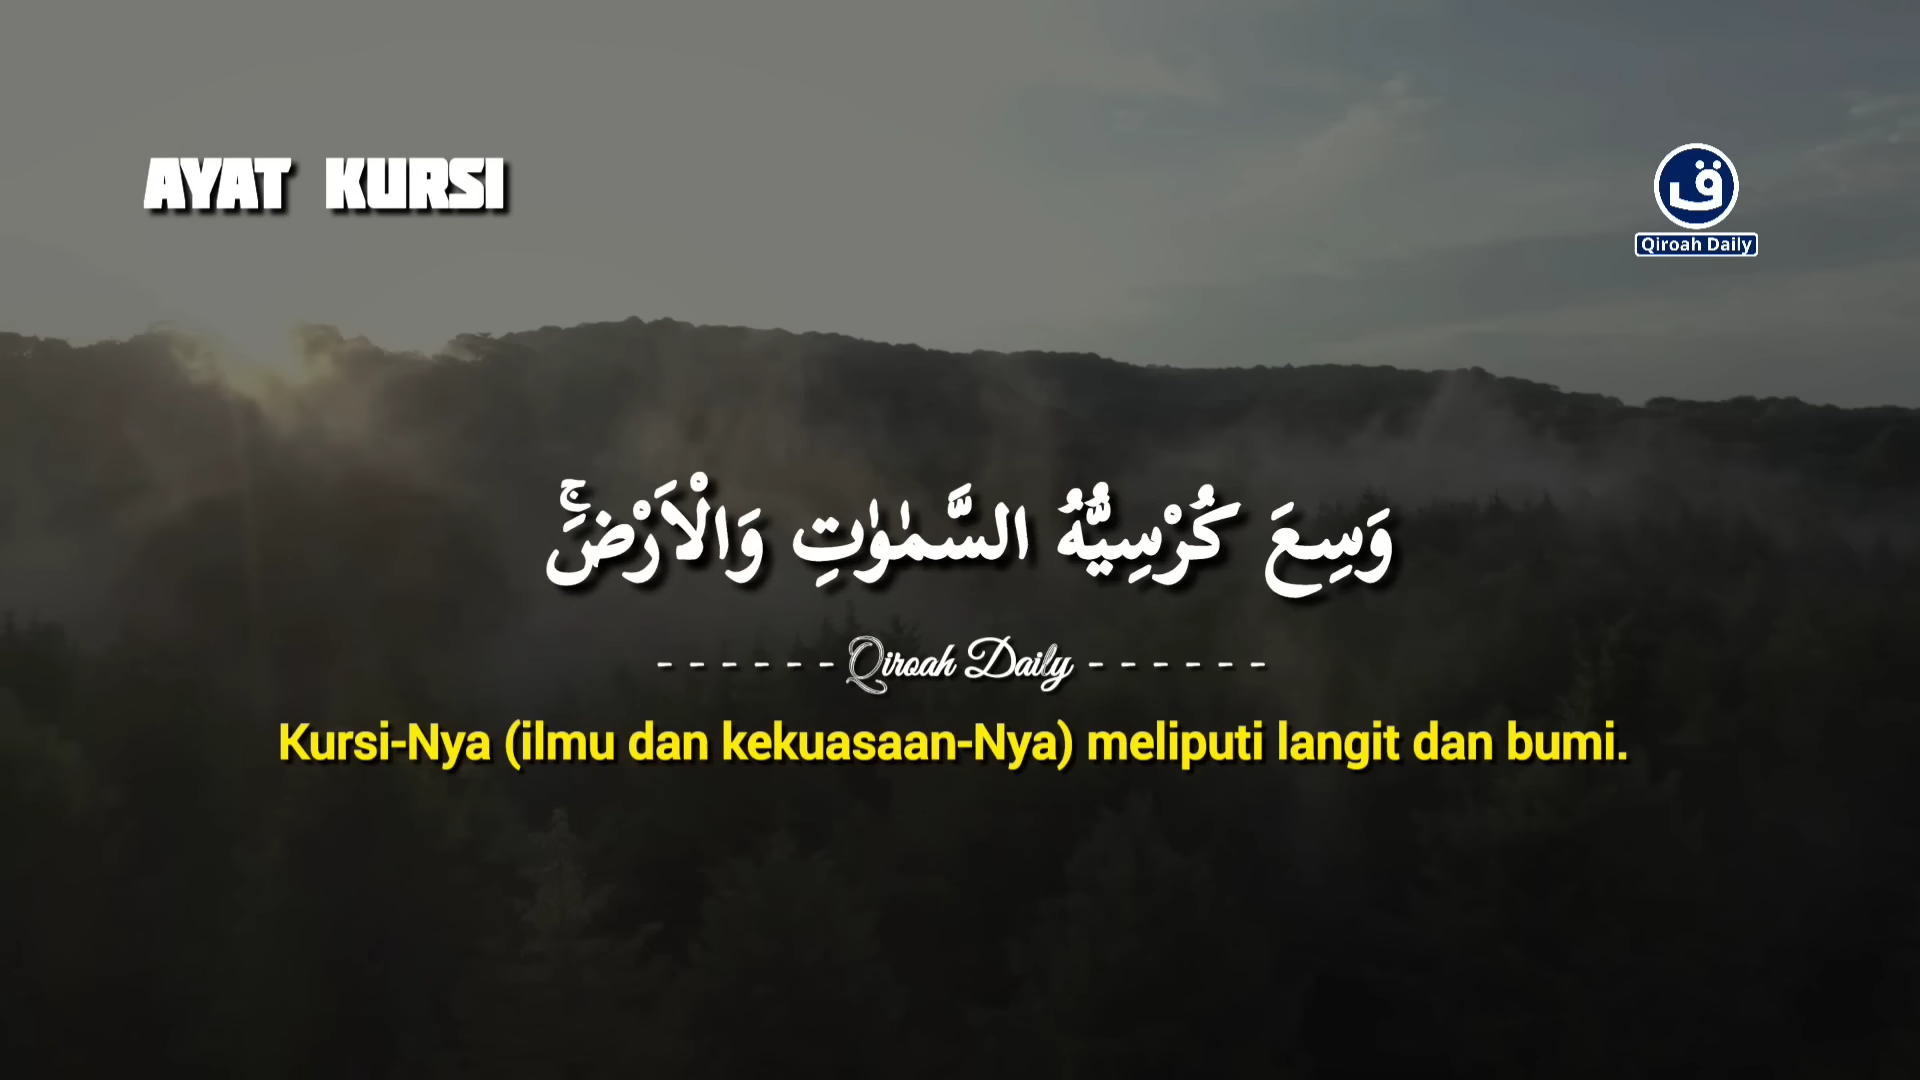 AYAT KURSI
ق
Qiroah Daily
وَسِعَ كُرْسِيُّهُ السَّمٰوٰتِ وَالْاَرْضَۚ
------ Qiroah Daily ------
Kursi-Nya (ilmu dan kekuasaan-Nya) meliputi langit dan bumi.